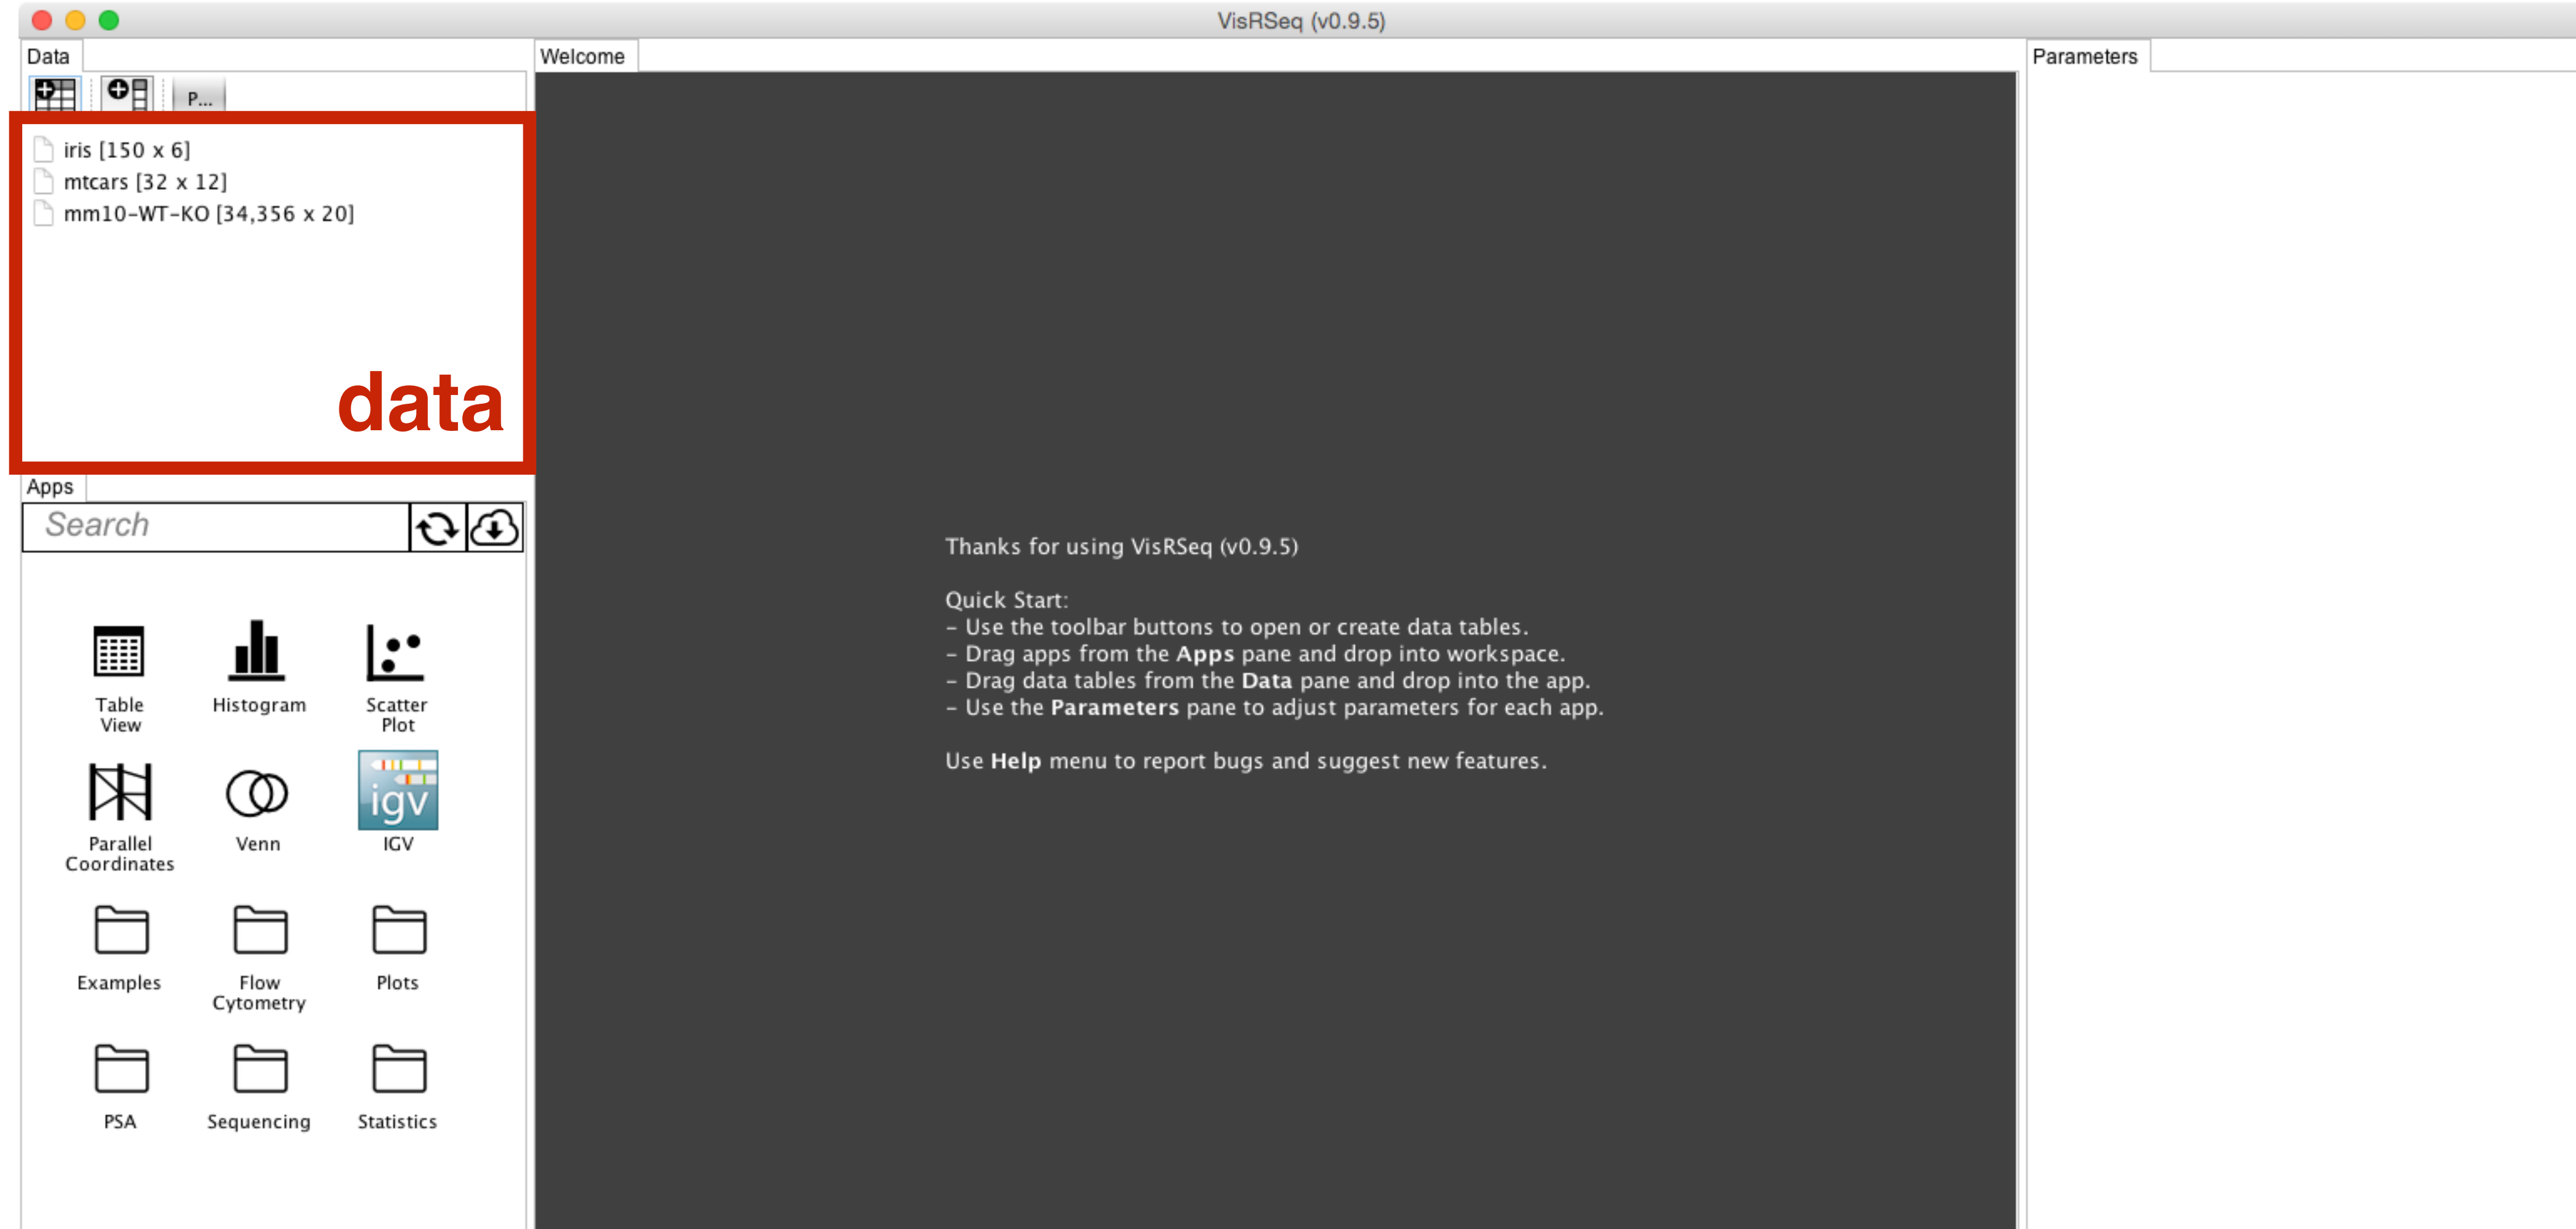 VisRSeq (v0.9.5)
Data
Welcome
Parameters
P...
iris [150 x 6]
mtcars [32 x 12]
mm10-WT-KO [34,356 x 20]
data
Apps
Search
Table
View
Histogram
Scatter
Plot
Parallel
Coordinates
Venn
igv
IGV
Examples
Flow
Cytometry
Plots
PSA
Sequencing
Statistics
Thanks for using VisRSeq (v0.9.5)
Quick Start:
– Use the toolbar buttons to open or create data tables.
– Drag apps from the Apps pane and drop into workspace.
– Drag data tables from the Data pane and drop into the app.
– Use the Parameters pane to adjust parameters for each app.
Use Help menu to report bugs and suggest new features.